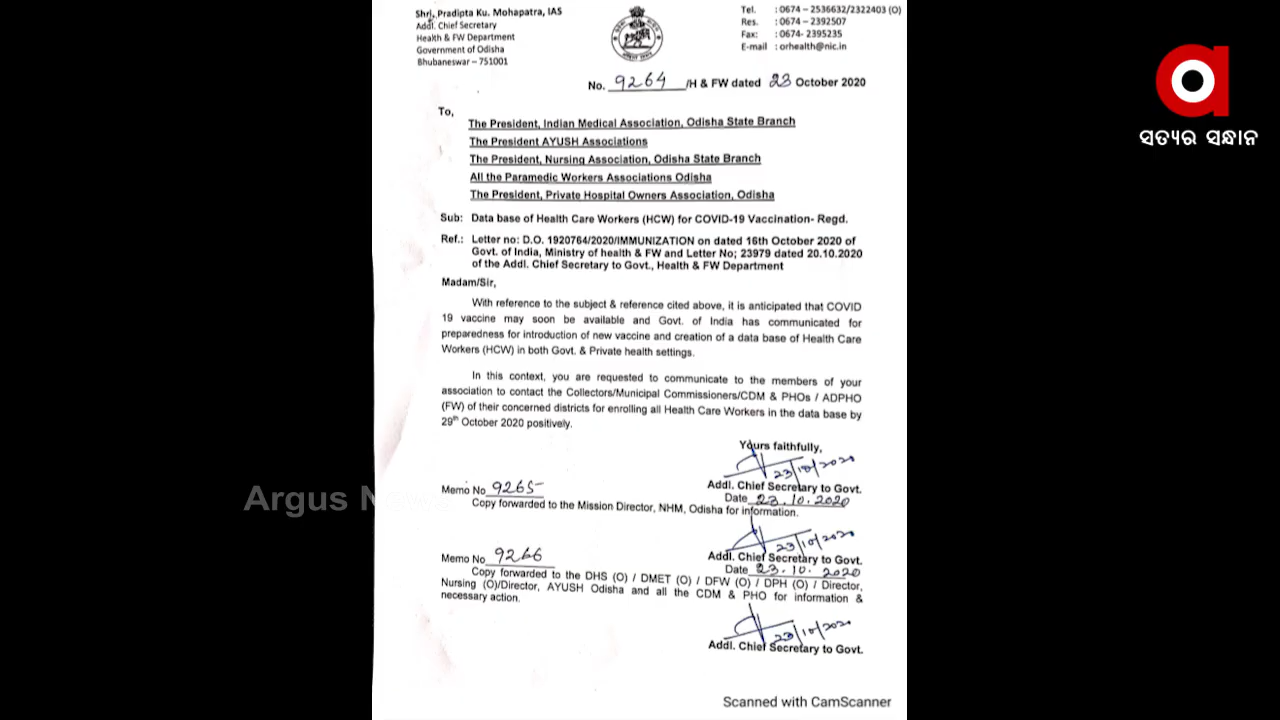 Shri. Pradipta Ku. Mohapatra, IAS
Addl. Chief Secretary
Health & FW Department
Government of Odisha
Bhubaneswar – 751001
Tel. : 0674 – 2536632/2322403 (O)
Res. : 0674 – 2392507
Fax: : 0674- 2395235
E-mail : orhealth@nic.in
ସତ୍ୟର ସନ୍ଧାନ
No. 9264 /H & FW dated 23 October 2020
To,
The President, Indian Medical Association, Odisha State Branch
The President AYUSH Associations
The President, Nursing Association, Odisha State Branch
All the Paramedic Workers Associations Odisha
The President, Private Hospital Owners Association, Odisha
Sub: Data base of Health Care Workers (HCW) for COVID-19 Vaccination- Regd.
Ref.: Letter no: D.O. 1920764/2020/IMMUNIZATION on dated 16th October 2020 of
Govt. of India, Ministry of health & FW and Letter No; 23979 dated 20.10.2020
of the Addl. Chief Secretary to Govt., Health & FW Department
Madam/Sir,
With reference to the subject & reference cited above, it is anticipated that COVID
19 vaccine may soon be available and Govt. of India has communicated for
preparedness for introduction of new vaccine and creation of a data base of Health Care
Workers (HCW) in both Govt. & Private health settings.
In this context, you are requested to communicate to the members of your
association to contact the Collectors/Municipal Commissioners/CDM & PHOs / ADPHO
(FW) of their concerned districts for enrolling all Health Care Workers in the data base by
29th October 2020 positively.
Yours faithfully,
23/10/2020
Addl. Chief Secretary to Govt.
Memo No 9265 Date 23.10.2020
Copy forwarded to the Mission Director, NHM, Odisha for information.
Argus News
23/10/2020
Addl. Chief Secretary to Govt.
Memo No 9266 Date 23.10.2020
Copy forwarded to the DHS (O) / DMET (O) / DFW (O) / DPH (O) / Director,
Nursing (O)/Director, AYUSH Odisha and all the CDM & PHO for information &
necessary action.
23/10/2020
Addl. Chief Secretary to Govt.
Scanned with CamScanner